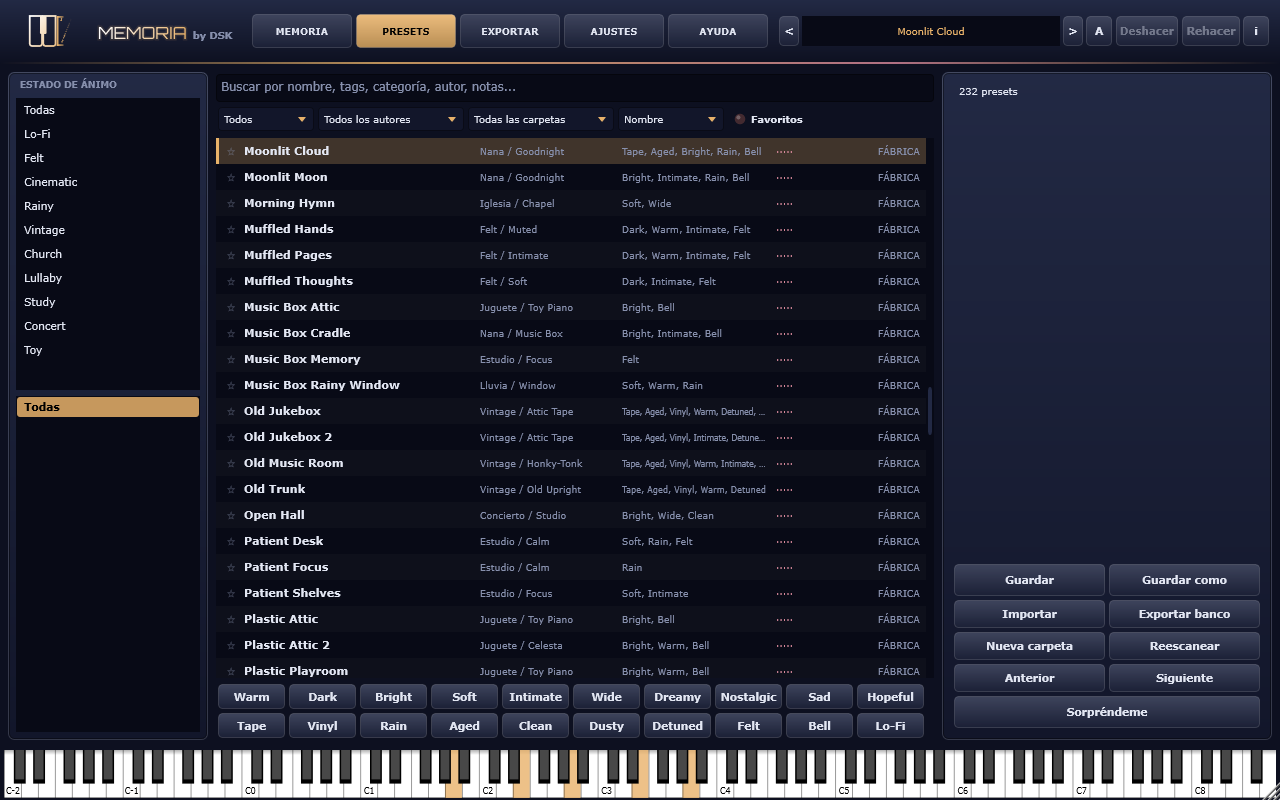 MEMORIA by DSK
MEMORIA
PRESETS
EXPORTAR
AJUSTES
AYUDA
<
Moonlit Cloud
>
A
Deshacer
Rehacer
i
ESTADO DE ÁNIMO
Todas
Lo-Fi
Felt
Cinematic
Rainy
Vintage
Church
Lullaby
Study
Concert
Toy
Todas
Buscar por nombre, tags, categoría, autor, notas...
Todos
Todos los autores
Todas las carpetas
Nombre
Favoritos
Moonlit Cloud Nana / Goodnight Tape, Aged, Bright, Rain, Bell ····· FÁBRICA
Moonlit Moon Nana / Goodnight Bright, Intimate, Rain, Bell ····· FÁBRICA
Morning Hymn Iglesia / Chapel Soft, Wide ····· FÁBRICA
Muffled Hands Felt / Muted Dark, Warm, Intimate, Felt ····· FÁBRICA
Muffled Pages Felt / Intimate Dark, Warm, Intimate, Felt ····· FÁBRICA
Muffled Thoughts Felt / Soft Dark, Intimate, Felt ····· FÁBRICA
Music Box Attic Juguete / Toy Piano Bright, Bell ····· FÁBRICA
Music Box Cradle Nana / Music Box Bright, Intimate, Bell ····· FÁBRICA
Music Box Memory Estudio / Focus Felt ····· FÁBRICA
Music Box Rainy Window Lluvia / Window Soft, Warm, Rain ····· FÁBRICA
Old Jukebox Vintage / Attic Tape Tape, Aged, Vinyl, Warm, Detuned, ... ····· FÁBRICA
Old Jukebox 2 Vintage / Attic Tape Tape, Aged, Vinyl, Intimate, Detune... ····· FÁBRICA
Old Music Room Vintage / Honky-Tonk Tape, Aged, Vinyl, Warm, Intimate, ... ····· FÁBRICA
Old Trunk Vintage / Old Upright Tape, Aged, Vinyl, Warm, Detuned ····· FÁBRICA
Open Hall Concierto / Studio Bright, Wide, Clean ····· FÁBRICA
Patient Desk Estudio / Calm Soft, Rain, Felt ····· FÁBRICA
Patient Focus Estudio / Calm Rain ····· FÁBRICA
Patient Shelves Estudio / Focus Soft, Intimate ····· FÁBRICA
Plastic Attic Juguete / Toy Piano Bright, Bell ····· FÁBRICA
Plastic Attic 2 Juguete / Celesta Bright, Warm, Bell ····· FÁBRICA
Plastic Playroom Juguete / Toy Piano Bright, Warm, Bell ····· FÁBRICA
Warm Dark Bright Soft Intimate Wide Dreamy Nostalgic Sad Hopeful
Tape Vinyl Rain Aged Clean Dusty Detuned Felt Bell Lo-Fi
232 presets
Guardar Guardar como
Importar Exportar banco
Nueva carpeta Reescanear
Anterior Siguiente
Sorpréndeme
C-2 C-1 C0 C1 C2 C3 C4 C5 C6 C7 C8